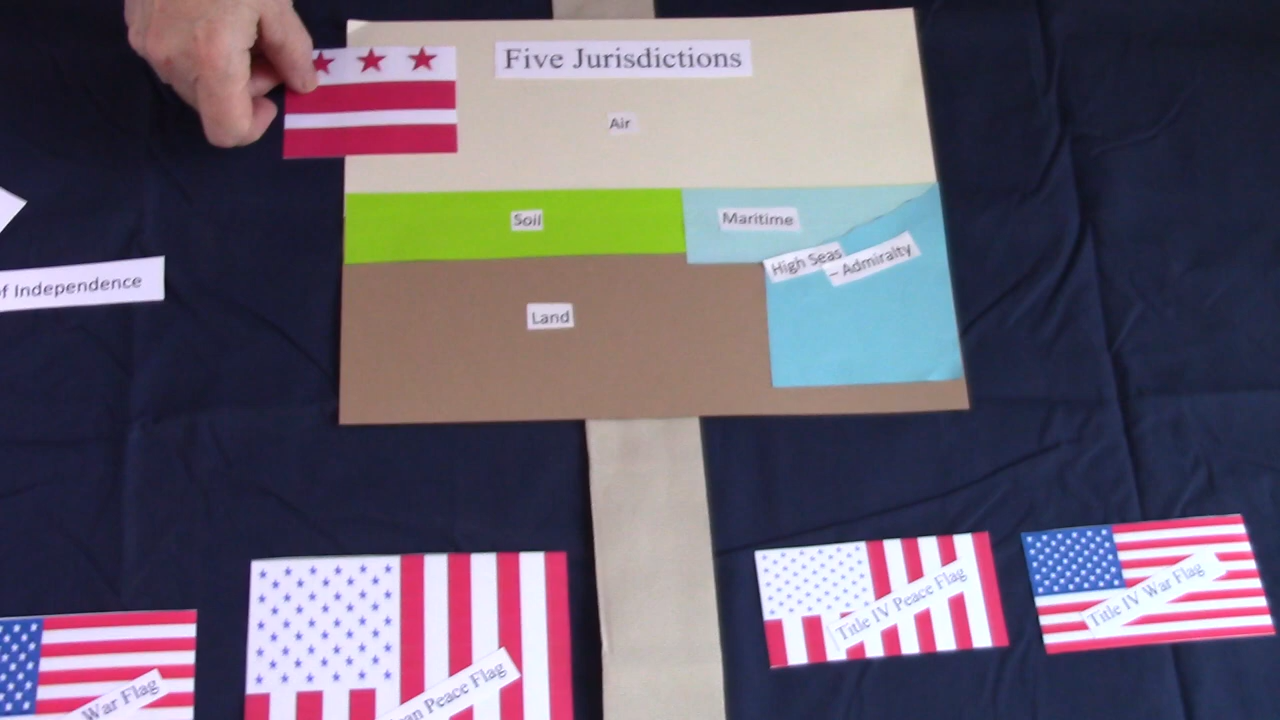 Five Jurisdictions
Air
Soil
Maritime
High Seas
– Admiralty
of Independence
Land
Title IV Peace Flag
Title IV War Flag
War Flag
Peace Flag